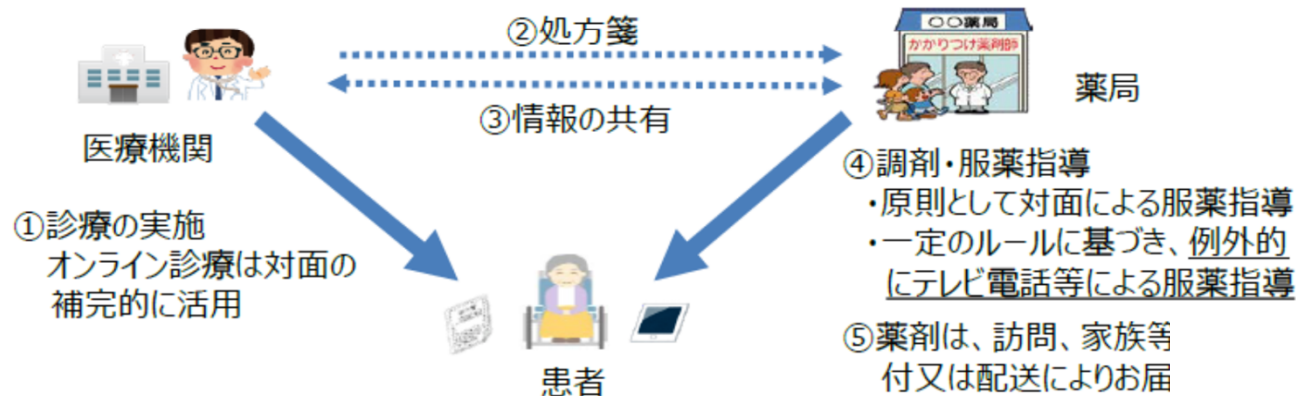 ②処方箋
③情報の共有
医療機関
①診療の実施
オンライン診療は対面の
補完的に活用
○○薬局
かかりつけ薬剤師
薬局
④調剤・服薬指導
・原則として対面による服薬指導
・一定のルールに基づき、例外的
にテレビ電話等による服薬指導
⑤薬剤は、訪問、家族等
付又は配送によりお届
患者